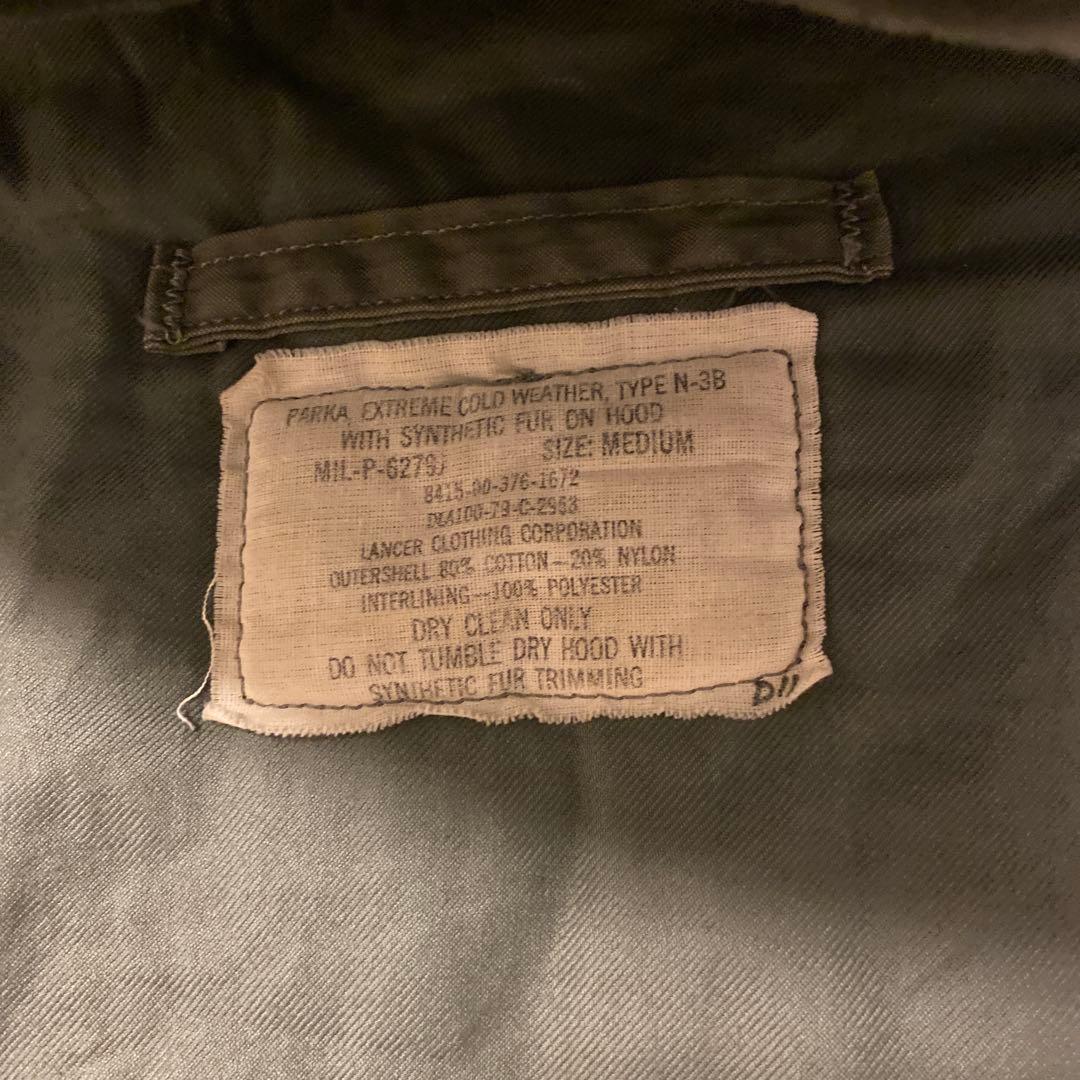 PARKA, EXTREME COLD WEATHER, TYPE N-3B
WITH SYNTHETIC FUR ON HOOD
MIL-P-6279J SIZE: MEDIUM
8415-00-376-1672
DLA100-79-C-2953
LANCER CLOTHING CORPORATION
OUTERSHELL 80% COTTON--20% NYLON
INTERLINING--100% POLYESTER
DRY CLEAN ONLY
DO NOT TUMBLE DRY HOOD WITH
SYNTHETIC FUR TRIMMING
D11